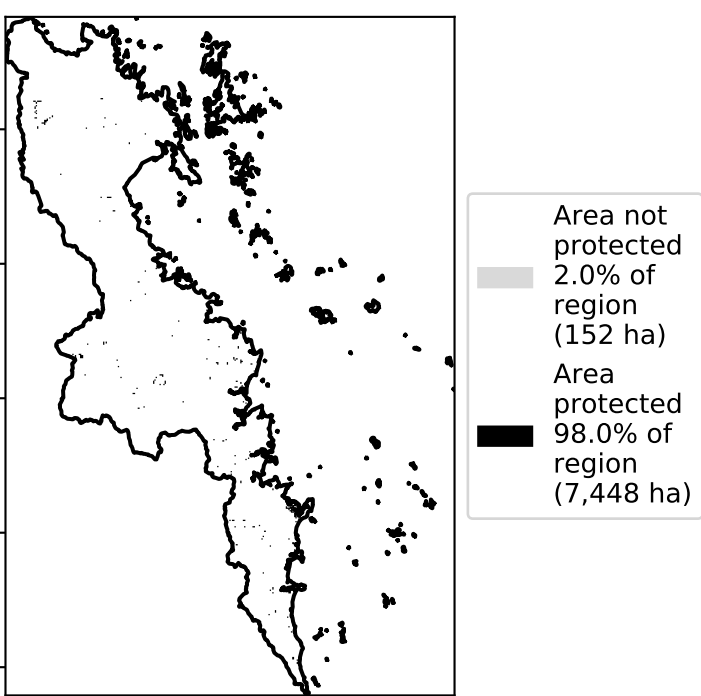 Area not
protected
2.0% of
region
(152 ha)
Area
protected
98.0% of
region
(7,448 ha)